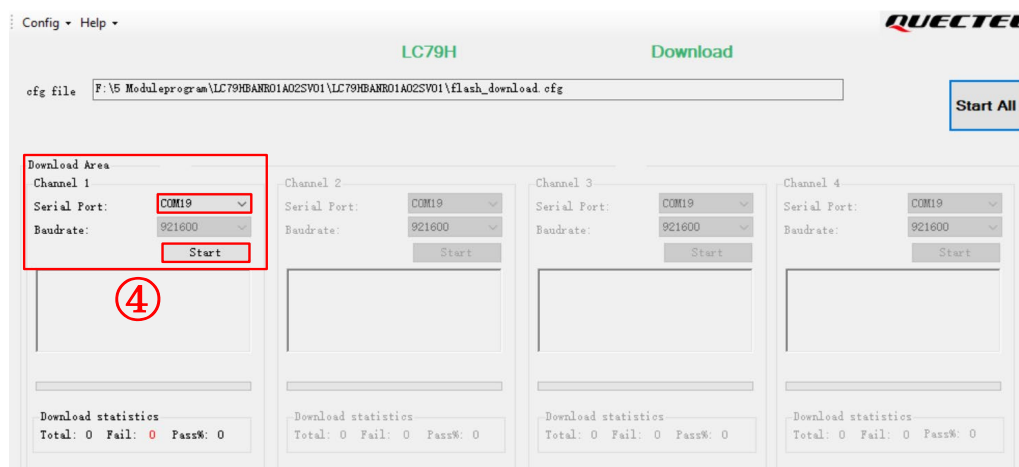 Config Help
QUECTEL
LC79H Download
cfg file F:\5 Moduleprogram\LC79HBANR01A02SV01\LC79HBANR01A02SV01\flash_download.cfg
Start All
Download Area
Channel 1 Channel 2 Channel 3 Channel 4
Serial Port: COM19 Serial Port: COM19 Serial Port: COM19 Serial Port: COM19
Baudrate: 921600 Baudrate: 921600 Baudrate: 921600 Baudrate: 921600
Start Start Start Start
④
Download statistics Download statistics Download statistics Download statistics
Total: 0 Fail: 0 Pass%: 0 Total: 0 Fail: 0 Pass%: 0 Total: 0 Fail: 0 Pass%: 0 Total: 0 Fail: 0 Pass%: 0